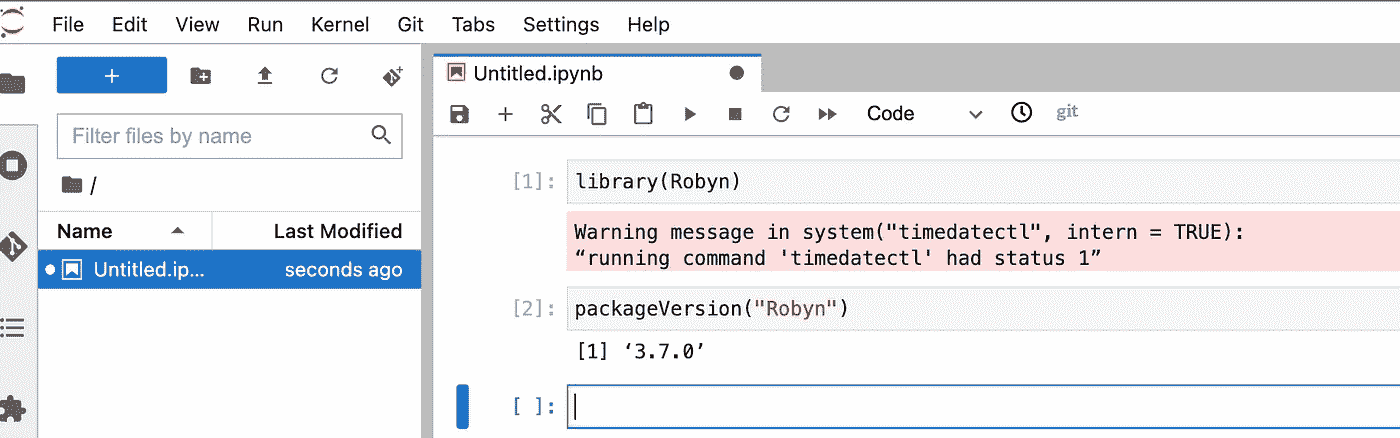 File Edit View Run Kernel Git Tabs Settings Help
+
Filter files by name
/
Name Last Modified
Untitled.ip... seconds ago
Untitled.ipynb
Code git
[1]: library(Robyn)
Warning message in system("timedatectl", intern = TRUE):
“running command 'timedatectl' had status 1”
[2]: packageVersion("Robyn")
[1] ‘3.7.0’
[ ]: